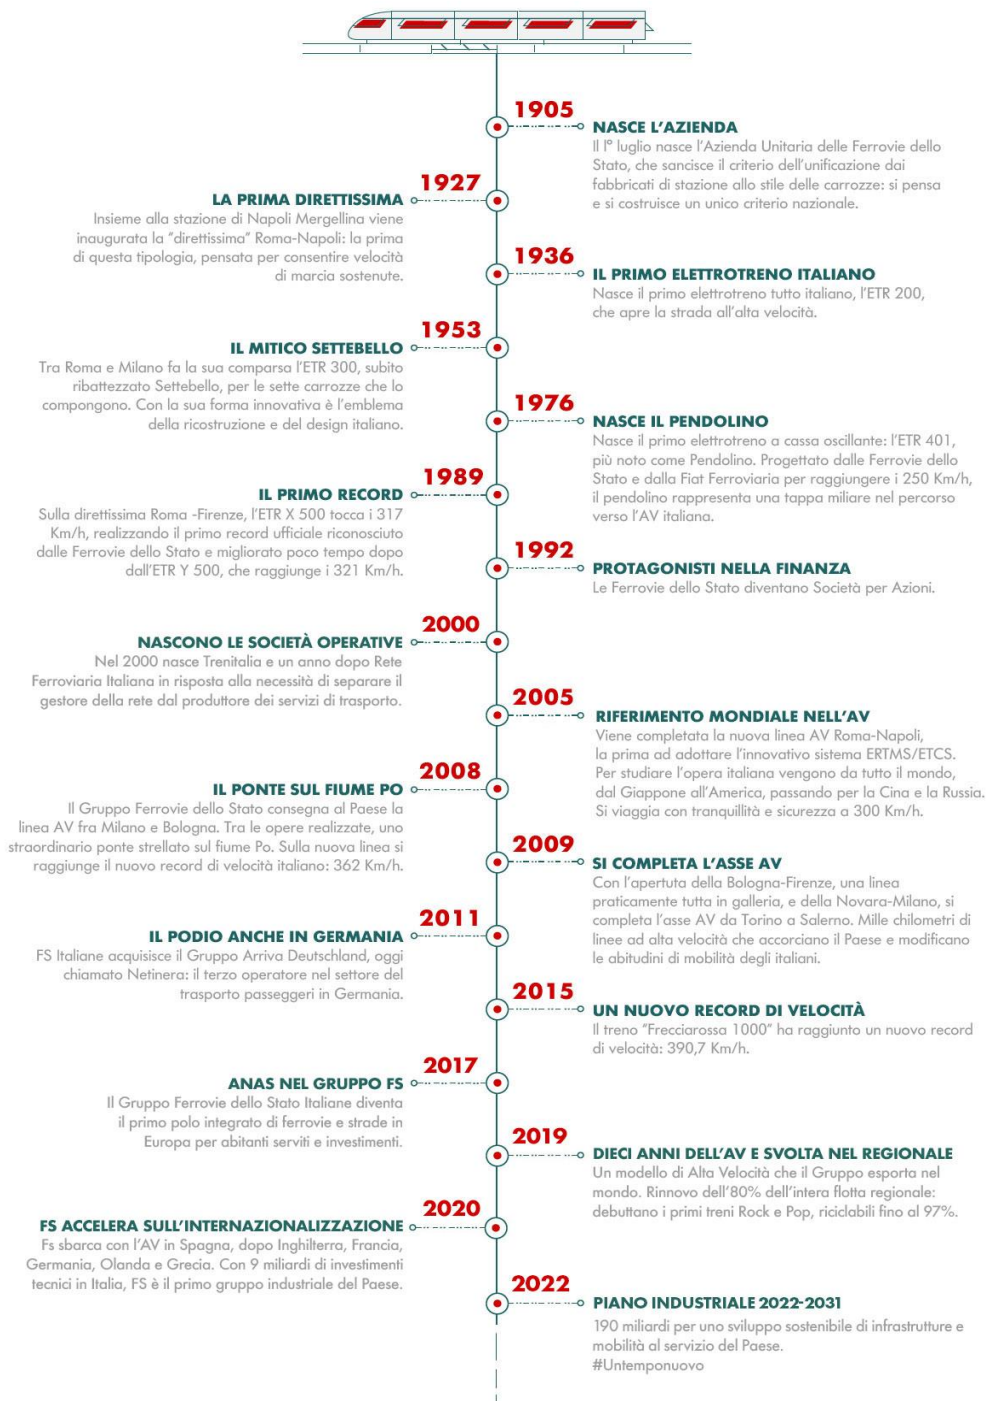 1905
NASCE L'AZIENDA
Il I° luglio nasce l'Azienda Unitaria delle Ferrovie dello
Stato, che sancisce il criterio dell'unificazione dai
fabbricati di stazione allo stile delle carrozze: si pensa
e si costruisce un unico criterio nazionale.
1927
LA PRIMA DIRETTISSIMA
Insieme alla stazione di Napoli Mergellina viene
inaugurata la "direttissima" Roma-Napoli: la prima
di questa tipologia, pensata per consentire velocità
di marcia sostenute.
1936
IL PRIMO ELETTROTRENO ITALIANO
Nasce il primo elettrotreno tutto italiano, l'ETR 200,
che apre la strada all'alta velocità.
1953
IL MITICO SETTEBELLO
Tra Roma e Milano fa la sua comparsa l'ETR 300, subito
ribattezzato Settebello, per le sette carrozze che lo
compongono. Con la sua forma innovativa è l'emblema
della ricostruzione e del design italiano.
1976
NASCE IL PENDOLINO
Nasce il primo elettrotreno a cassa oscillante: l'ETR 401,
più noto come Pendolino. Progettato dalle Ferrovie dello
Stato e dalla Fiat Ferroviaria per raggiungere i 250 Km/h,
il pendolino rappresenta una tappa miliare nel percorso
verso l'AV italiana.
1989
IL PRIMO RECORD
Sulla direttissima Roma -Firenze, l'ETR X 500 tocca i 317
Km/h, realizzando il primo record ufficiale riconosciuto
dalle Ferrovie dello Stato e migliorato poco tempo dopo
dall'ETR Y 500, che raggiunge i 321 Km/h.
1992
PROTAGONISTI NELLA FINANZA
Le Ferrovie dello Stato diventano Società per Azioni.
2000
NASCONO LE SOCIETÀ OPERATIVE
Nel 2000 nasce Trenitalia e un anno dopo Rete
Ferroviaria Italiana in risposta alla necessità di separare il
gestore della rete dal produttore dei servizi di trasporto.
2005
RIFERIMENTO MONDIALE NELL'AV
Viene completata la nuova linea AV Roma-Napoli,
la prima ad adottare l'innovativo sistema ERTMS/ETCS.
Per studiare l'opera italiana vengono da tutto il mondo,
dal Giappone all'America, passando per la Cina e la Russia.
Si viaggia con tranquillità e sicurezza a 300 Km/h.
2008
IL PONTE SUL FIUME PO
Il Gruppo Ferrovie dello Stato consegna al Paese la
linea AV fra Milano e Bologna. Tra le opere realizzate, uno
straordinario ponte strellato sul fiume Po. Sulla nuova linea si
raggiunge il nuovo record di velocità italiano: 362 Km/h.
2009
SI COMPLETA L'ASSE AV
Con l'apertuta della Bologna-Firenze, una linea
praticamente tutta in galleria, e della Novara-Milano, si
completa l'asse AV da Torino a Salerno. Mille chilometri di
linee ad alta velocità che accorciano il Paese e modificano
le abitudini di mobilità degli italiani.
2011
IL PODIO ANCHE IN GERMANIA
FS Italiane acquisisce il Gruppo Arriva Deutschland, oggi
chiamato Netinera: il terzo operatore nel settore del
trasporto passeggeri in Germania.
2015
UN NUOVO RECORD DI VELOCITÀ
Il treno "Frecciarossa 1000" ha raggiunto un nuovo record
di velocità: 390,7 Km/h.
2017
ANAS NEL GRUPPO FS
Il Gruppo Ferrovie dello Stato Italiane diventa
il primo polo integrato di ferrovie e strade in
Europa per abitanti serviti e investimenti.
2019
DIECI ANNI DELL'AV E SVOLTA NEL REGIONALE
Un modello di Alta Velocità che il Gruppo esporta nel
mondo. Rinnovo dell'80% dell'intera flotta regionale:
debuttano i primi treni Rock e Pop, riciclabili fino al 97%.
2020
FS ACCELERA SULL'INTERNAZIONALIZZAZIONE
Fs sbarca con l'AV in Spagna, dopo Inghilterra, Francia,
Germania, Olanda e Grecia. Con 9 miliardi di investimenti
tecnici in Italia, FS è il primo gruppo industriale del Paese.
2022
PIANO INDUSTRIALE 2022-2031
190 miliardi per uno sviluppo sostenibile di infrastrutture e
mobilità al servizio del Paese.
#Untemponuovo